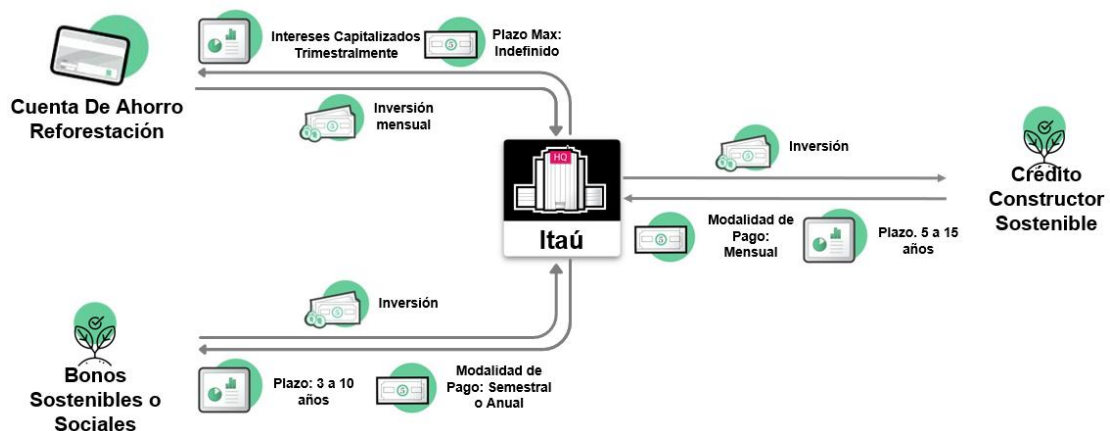 Intereses Capitalizados
Trimestralmente
Plazo Max:
Indefinido
Cuenta De Ahorro
Reforestación
Inversión
mensual
HQ
Itaú
Inversión
Crédito
Constructor
Sostenible
Modalidad de
Pago:
Mensual
Plazo. 5 a 15
años
Inversión
Bonos
Sostenibles o
Sociales
Plazo: 3 a 10
años
Modalidad de
Pago: Semestral
o Anual